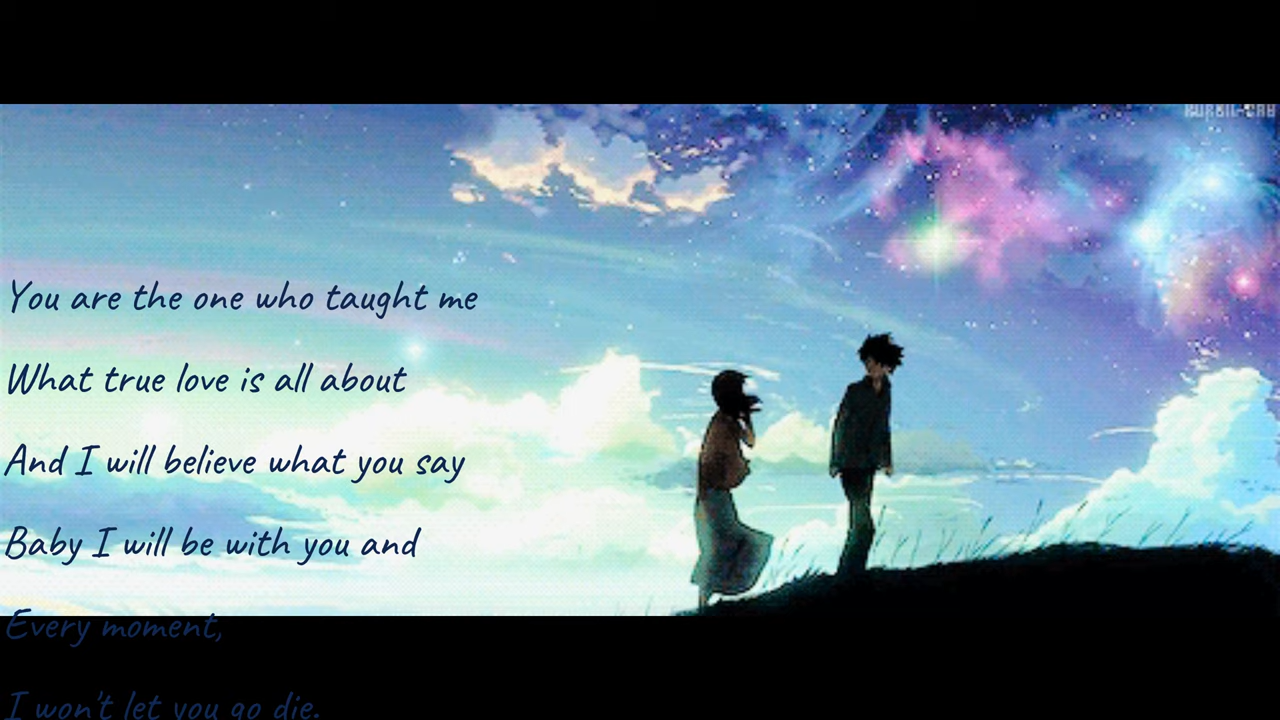 You are the one who taught me
What true love is all about
And I will believe what you say
Baby I will be with you and
Every moment,
I won't let you go die.